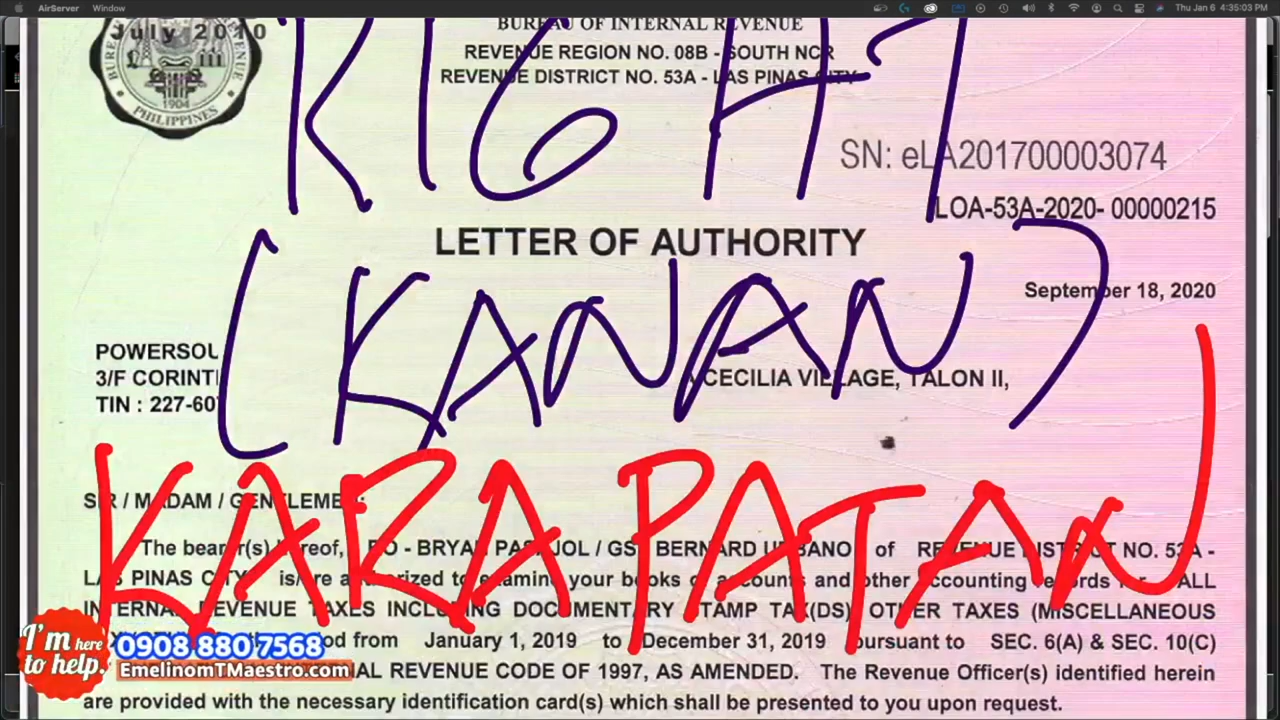 AirServer Window Thu Jan 6 4:35:03 PM
July 2010
BUREAU OF INTERNAL REVENUE
REVENUE REGION NO. 08B - SOUTH NCR
REVENUE DISTRICT NO. 53A - LAS PINAS CITY
1904
PHILIPPINES
RIGHT
SN: eLA201700003074
LOA-53A-2020- 00000215
LETTER OF AUTHORITY
(KANAN)
September 18, 2020
3/F
CECILIA VILLAGE, TALON II,
TIN : 227-60
KARAPATAN
SIR / MADAM / GENTLEMEN:
The bearer(s) hereof, RO - BRYAN / GS BERNARD URBANO of REVENUE DISTRICT NO. 53A -
LAS PINAS CITY is/are authorized to examine your books of accounts and other accounting records for ALL
INTERNAL REVENUE TAXES INCLUDING DOCUMENTARY STAMP TAX(DS) OTHER TAXES (MISCELLANEOUS
from January 1, 2019 to December 31, 2019 pursuant to SEC. 6(A) & SEC. 10(C)
REVENUE CODE OF 1997, AS AMENDED. The Revenue Officer(s) identified herein
are provided with the necessary identification card(s) which shall be presented to you upon request.
I'm here
to help.
0908 880 7568
EmelinomTMaestro.com